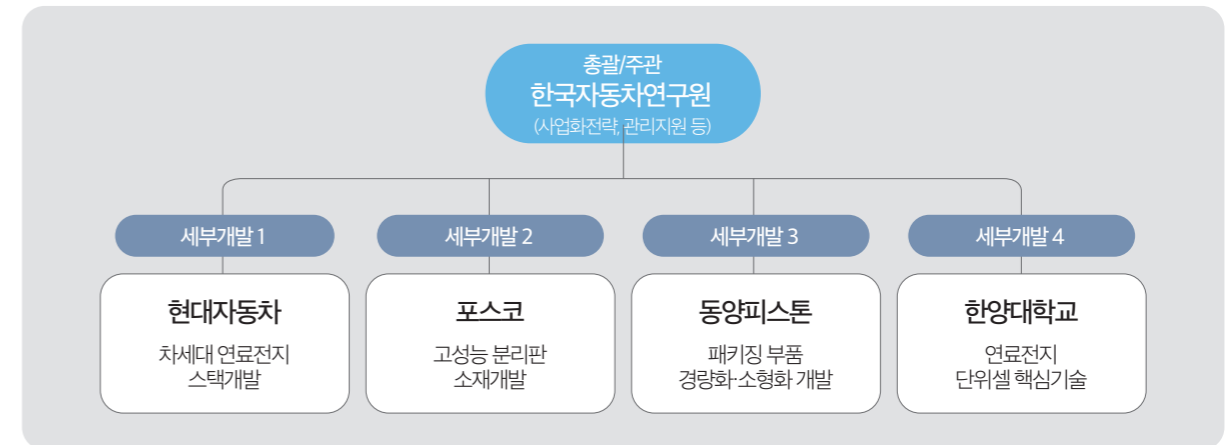 총괄/주관
한국자동차연구원
(사업화전략, 관리지원 등)
세부개발 1
세부개발 2
세부개발 3
세부개발 4
현대자동차
차세대 연료전지
스택개발
포스코
고성능 분리판
소재개발
동양피스톤
패키징 부품
경량화·소형화 개발
한양대학교
연료전지
단위셀 핵심기술